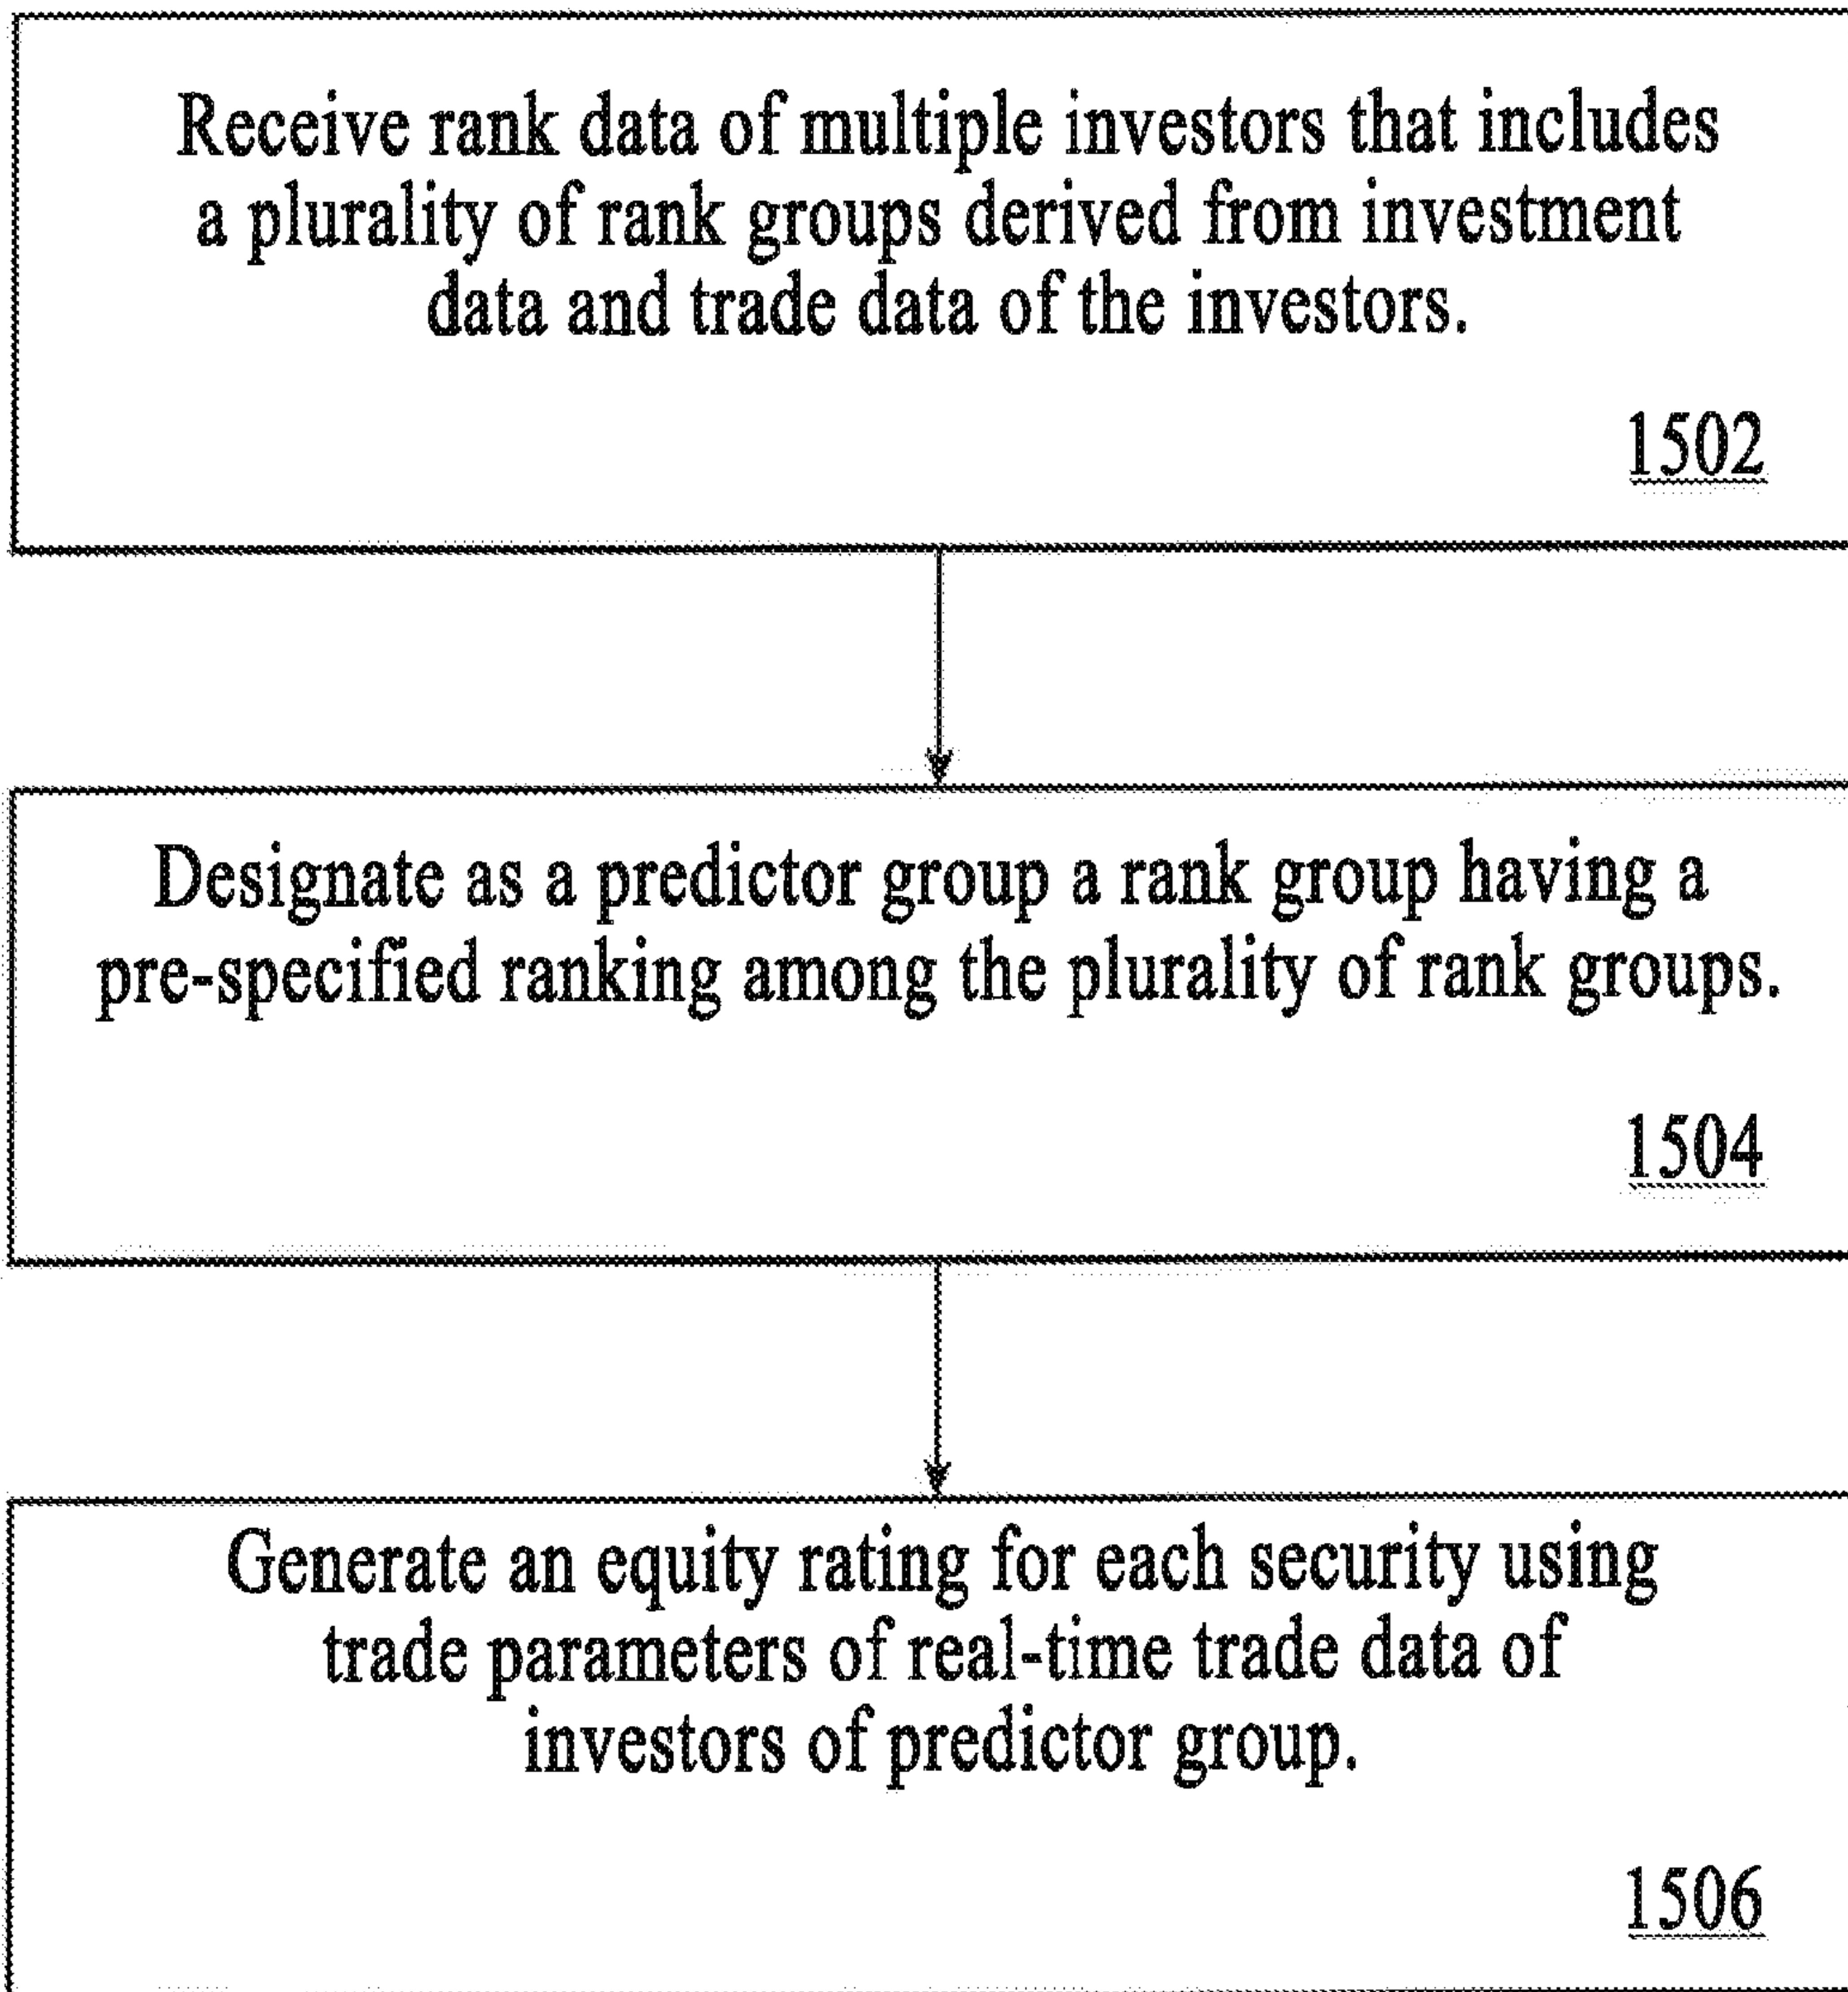 Receive rank data of multiple investors that includes
a plurality of rank groups derived from investment
data and trade data of the investors.
1502
Designate as a predictor group a rank group having a
pre-specified ranking among the plurality of rank groups.
1504
Generate an equity rating for each security using
trade parameters of real-time trade data of
investors of predictor group.
1506